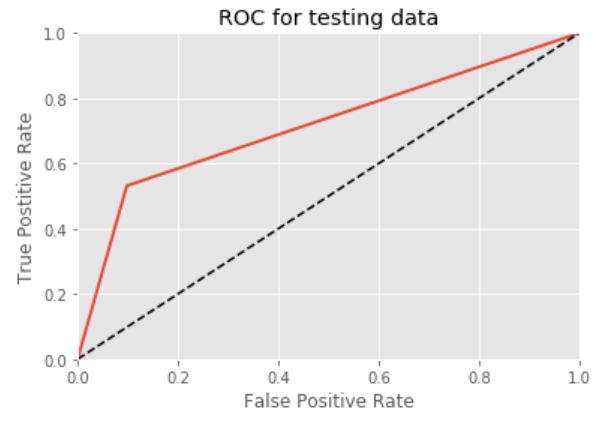 ROC for testing data
1.0
0.8
0.6
0.4
0.2
0.0
True Postitive Rate
0.0 0.2 0.4 0.6 0.8 1.0
False Positive Rate